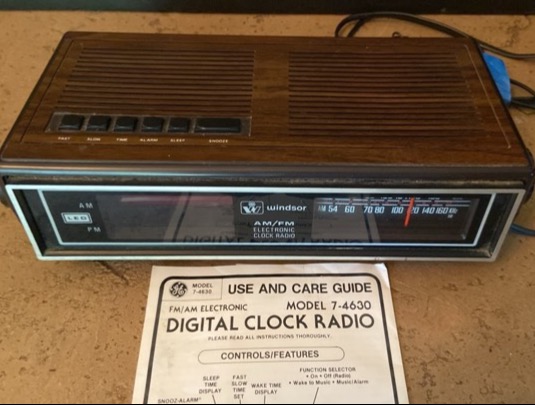 FAST SLOW TIME ALARM SLEEP SNOOZE
AM
LED
FM
W windsor
AM/FM
ELECTRONIC
CLOCK RADIO
54 60 70 80 100 120 140 160
GE MODEL 7-4630
USE AND CARE GUIDE
FM/AM ELECTRONIC MODEL 7-4630
DIGITAL CLOCK RADIO
PLEASE READ ALL INSTRUCTIONS THOROUGHLY.
CONTROLS/FEATURES
SLEEP TIME DISPLAY
FAST SLOW TIME SET
WAKE TIME DISPLAY
FUNCTION SELECTOR
• On • Off (Radio)
• Wake to Music • Music/Alarm
SNOOZ-ALARM